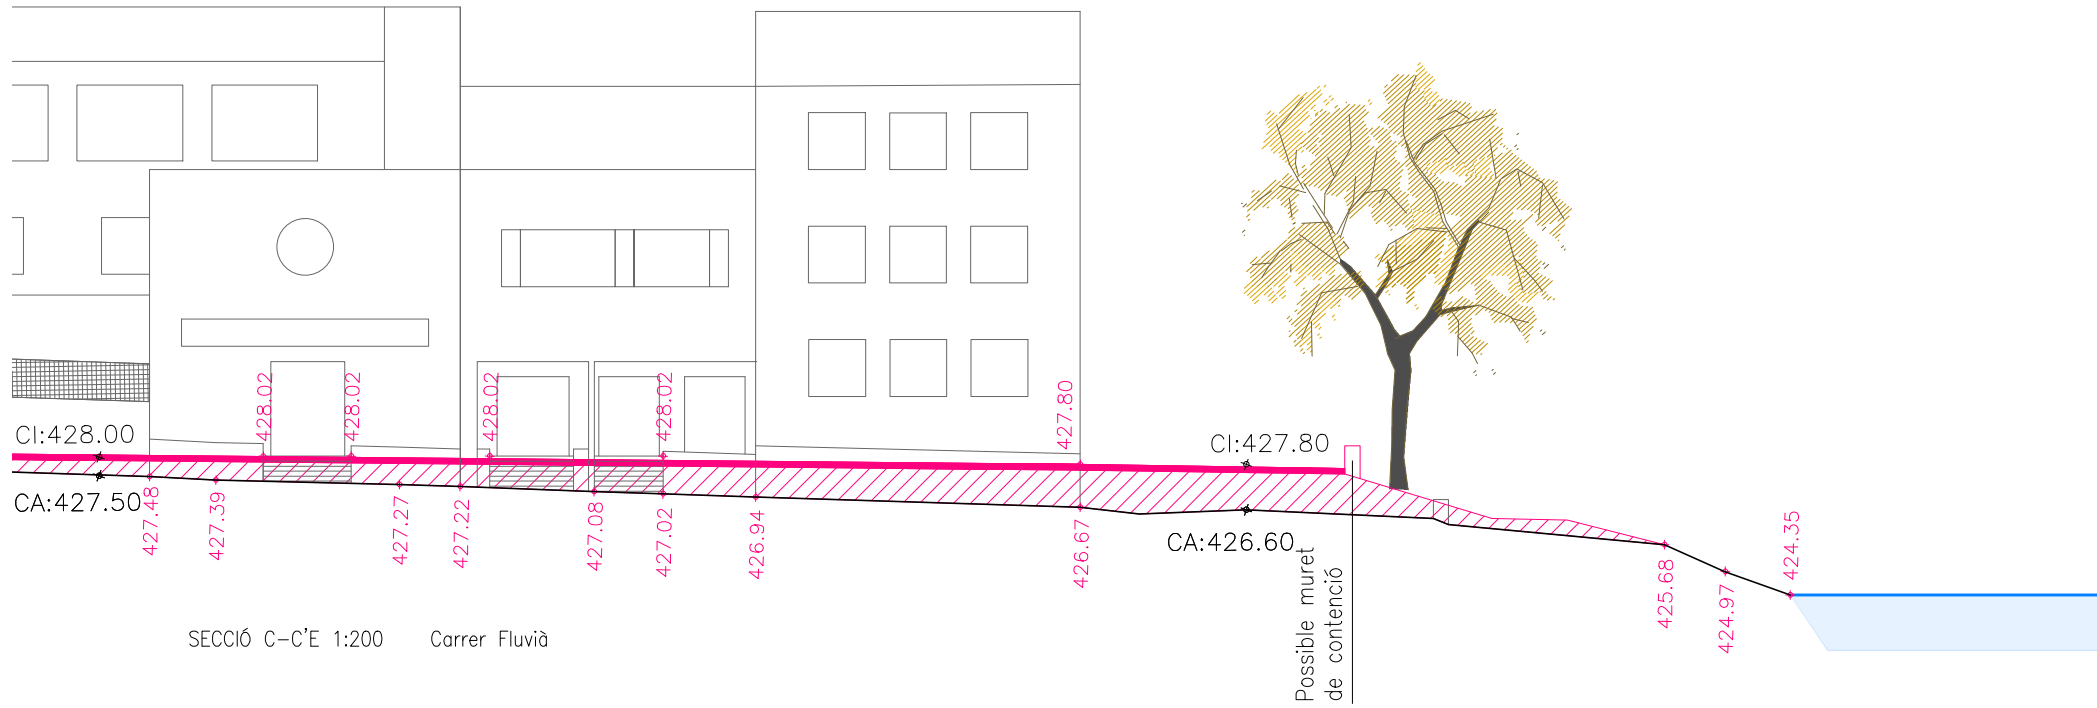 428.02
428.02
428.02
428.02
427.80
CI:428.00
CI:427.80
CA:427.50
427.48
427.39
427.27
427.22
427.08
427.02
426.94
426.67
CA:426.60
424.35
425.68
424.97
Possible muret
de contenció
SECCIÓ C-C'E 1:200 Carrer Fluvià